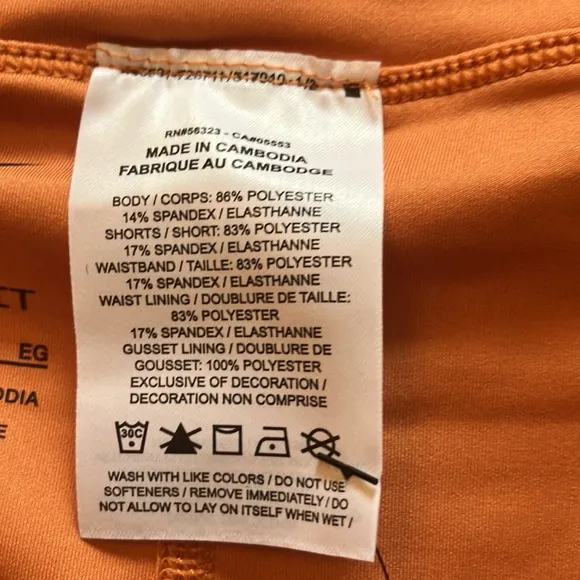 RN#56323 - CA#05553
MADE IN CAMBODIA
FABRIQUE AU CAMBODGE
BODY / CORPS: 86% POLYESTER
14% SPANDEX / ELASTHANNE
SHORTS / SHORT: 83% POLYESTER
17% SPANDEX / ELASTHANNE
WAISTBAND / TAILLE: 83% POLYESTER
17% SPANDEX / ELASTHANNE
WAIST LINING / DOUBLURE DE TAILLE:
83% POLYESTER
17% SPANDEX / ELASTHANNE
GUSSET LINING / DOUBLURE DE
GOUSSET: 100% POLYESTER
EXCLUSIVE OF DECORATION /
DECORATION NON COMPRISE
30C
WASH WITH LIKE COLORS / DO NOT USE
SOFTENERS / REMOVE IMMEDIATELY / DO
NOT ALLOW TO LAY ON ITSELF WHEN WET /
EG